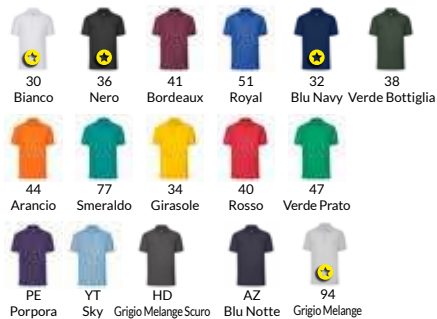 30 36 41 51 32 38
Bianco Nero Bordeaux Royal Blu Navy Verde Bottiglia
44 77 34 40 47
Arancio Smeraldo Girasole Rosso Verde Prato
PE YT HD AZ 94
Porpora Sky Grigio Melange Scuro Blu Notte Grigio Melange